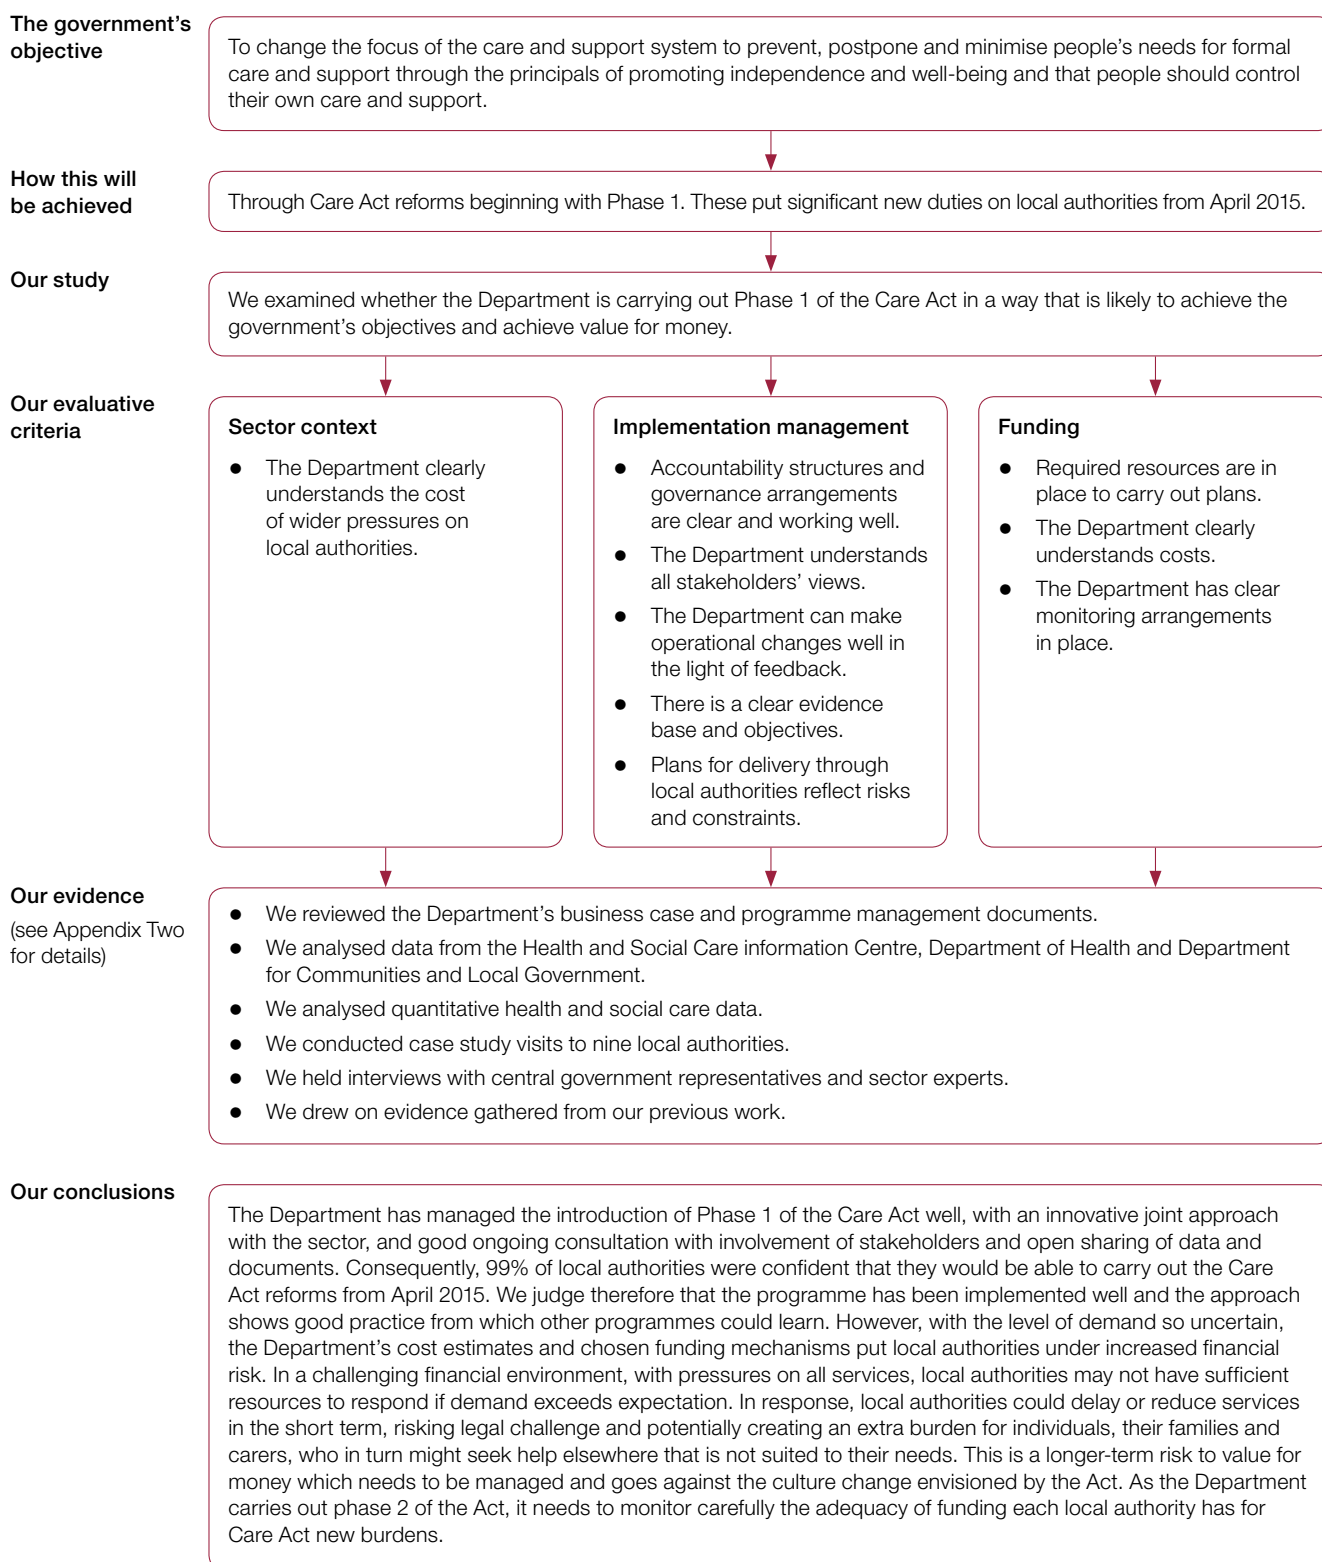 The government's
objective
To change the focus of the care and support system to prevent, postpone and minimise people's needs for formal
care and support through the principals of promoting independence and well-being and that people should control
their own care and support.
How this will
be achieved
Through Care Act reforms beginning with Phase 1. These put significant new duties on local authorities from April 2015.
Our study
We examined whether the Department is carrying out Phase 1 of the Care Act in a way that is likely to achieve the
government's objectives and achieve value for money.
Our evaluative
criteria
Sector context
● The Department clearly
understands the cost
of wider pressures on
local authorities.
Implementation management
● Accountability structures and
governance arrangements
are clear and working well.
● The Department understands
all stakeholders' views.
● The Department can make
operational changes well in
the light of feedback.
● There is a clear evidence
base and objectives.
● Plans for delivery through
local authorities reflect risks
and constraints.
Funding
● Required resources are in
place to carry out plans.
● The Department clearly
understands costs.
● The Department has clear
monitoring arrangements
in place.
Our evidence
(see Appendix Two
for details)
● We reviewed the Department's business case and programme management documents.
● We analysed data from the Health and Social Care information Centre, Department of Health and Department
for Communities and Local Government.
● We analysed quantitative health and social care data.
● We conducted case study visits to nine local authorities.
● We held interviews with central government representatives and sector experts.
● We drew on evidence gathered from our previous work.
Our conclusions
The Department has managed the introduction of Phase 1 of the Care Act well, with an innovative joint approach
with the sector, and good ongoing consultation with involvement of stakeholders and open sharing of data and
documents. Consequently, 99% of local authorities were confident that they would be able to carry out the Care
Act reforms from April 2015. We judge therefore that the programme has been implemented well and the approach
shows good practice from which other programmes could learn. However, with the level of demand so uncertain,
the Department's cost estimates and chosen funding mechanisms put local authorities under increased financial
risk. In a challenging financial environment, with pressures on all services, local authorities may not have sufficient
resources to respond if demand exceeds expectation. In response, local authorities could delay or reduce services
in the short term, risking legal challenge and potentially creating an extra burden for individuals, their families and
carers, who in turn might seek help elsewhere that is not suited to their needs. This is a longer-term risk to value for
money which needs to be managed and goes against the culture change envisioned by the Act. As the Department
carries out phase 2 of the Act, it needs to monitor carefully the adequacy of funding each local authority has for
Care Act new burdens.